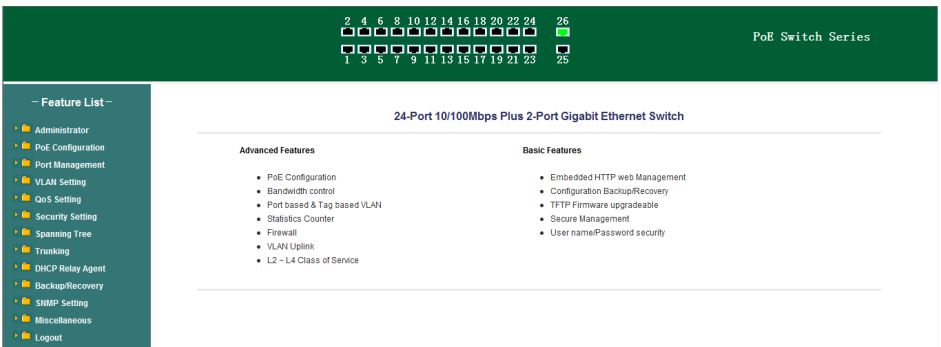 2 4 6 8 10 12 14 16 18 20 22 24 26
PoE Switch Series
1 3 5 7 9 11 13 15 17 19 21 23 25
— Feature List —
Administrator
PoE Configuration
Port Management
VLAN Setting
QoS Setting
Security Setting
Spanning Tree
Trunking
DHCP Relay Agent
Backup/Recovery
SNMP Setting
Miscellaneous
Logout
24-Port 10/100Mbps Plus 2-Port Gigabit Ethernet Switch
Advanced Features
• PoE Configuration
• Bandwidth control
• Port based & Tag based VLAN
• Statistics Counter
• Firewall
• VLAN Uplink
• L2 ~ L4 Class of Service
Basic Features
• Embedded HTTP web Management
• Configuration Backup/Recovery
• TFTP Firmware upgradeable
• Secure Management
• User name/Password security